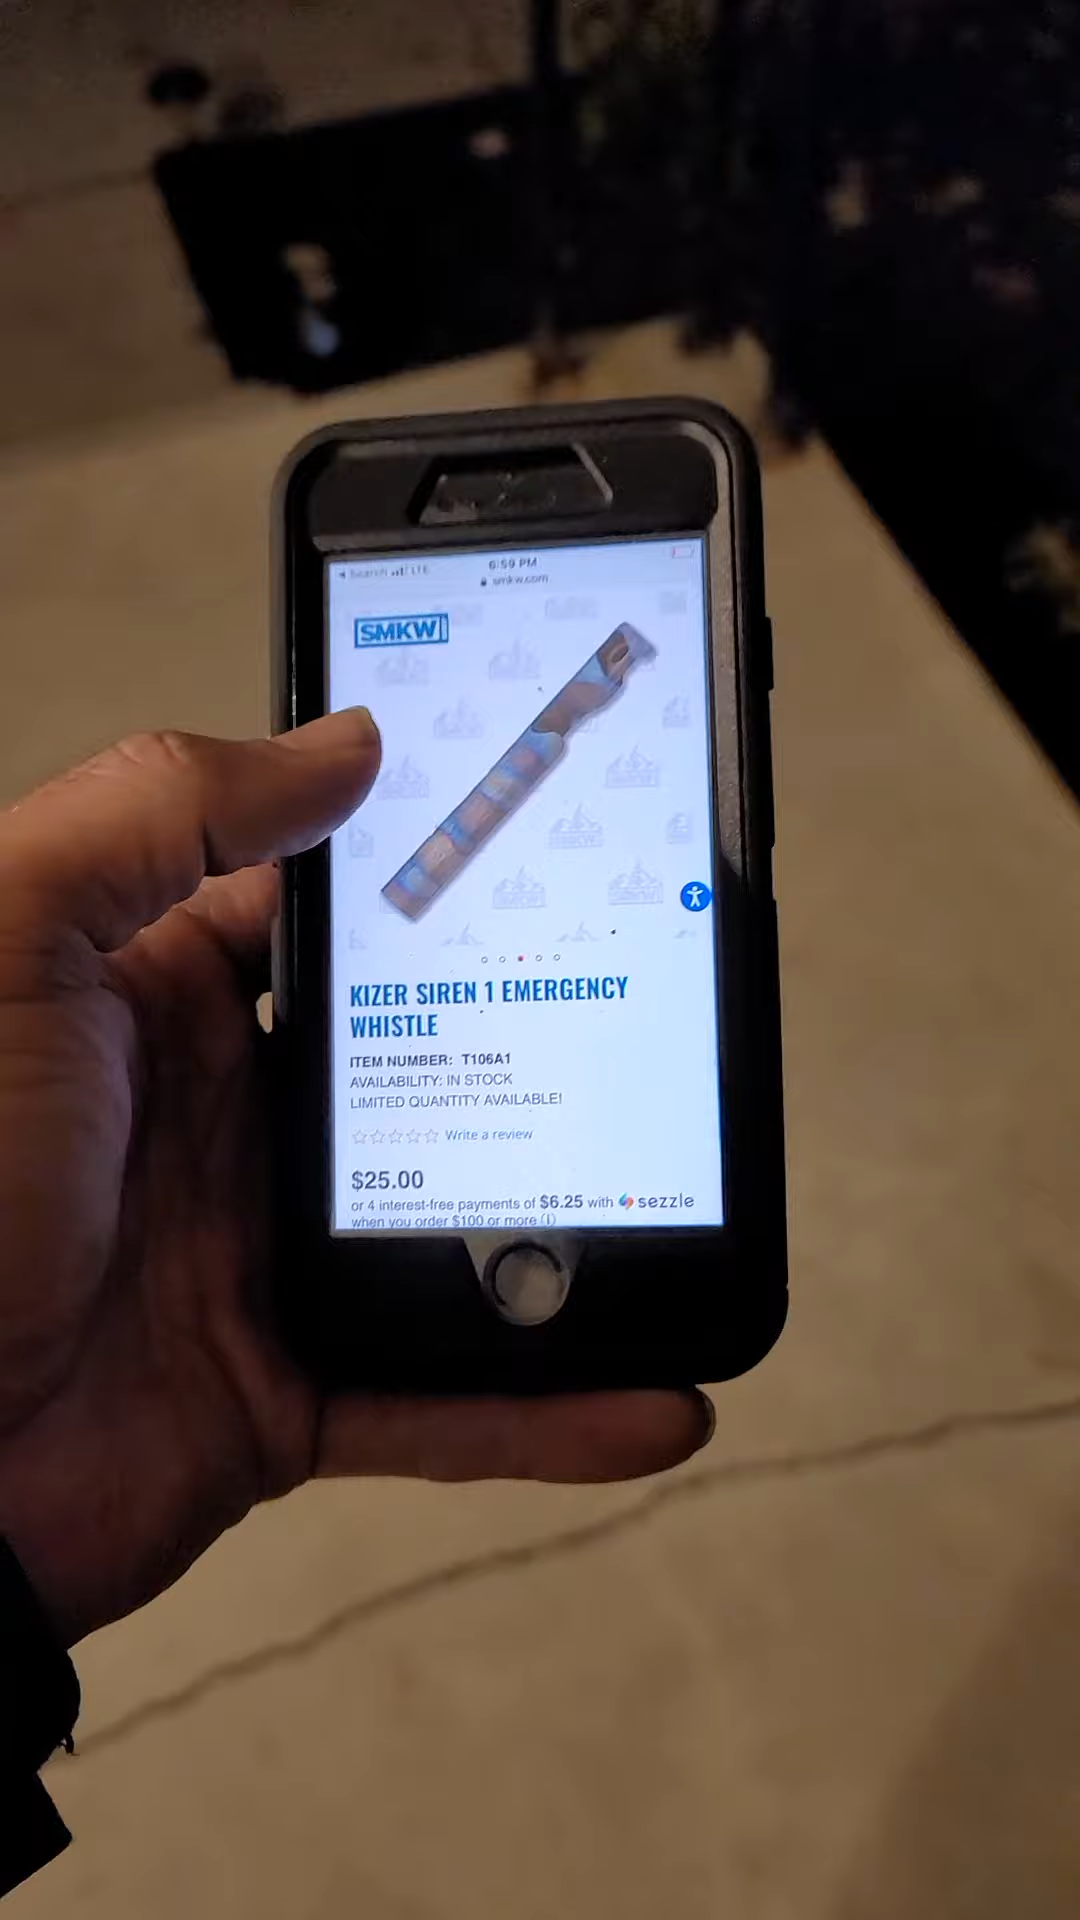 Search LTE 6:59 PM
smkw.com
SMKW
KIZER SIREN 1 EMERGENCY
WHISTLE
ITEM NUMBER: T106A1
AVAILABILITY: IN STOCK
LIMITED QUANTITY AVAILABLE!
Write a review
$25.00
or 4 interest-free payments of $6.25 with sezzle
when you order $100 or more (i)